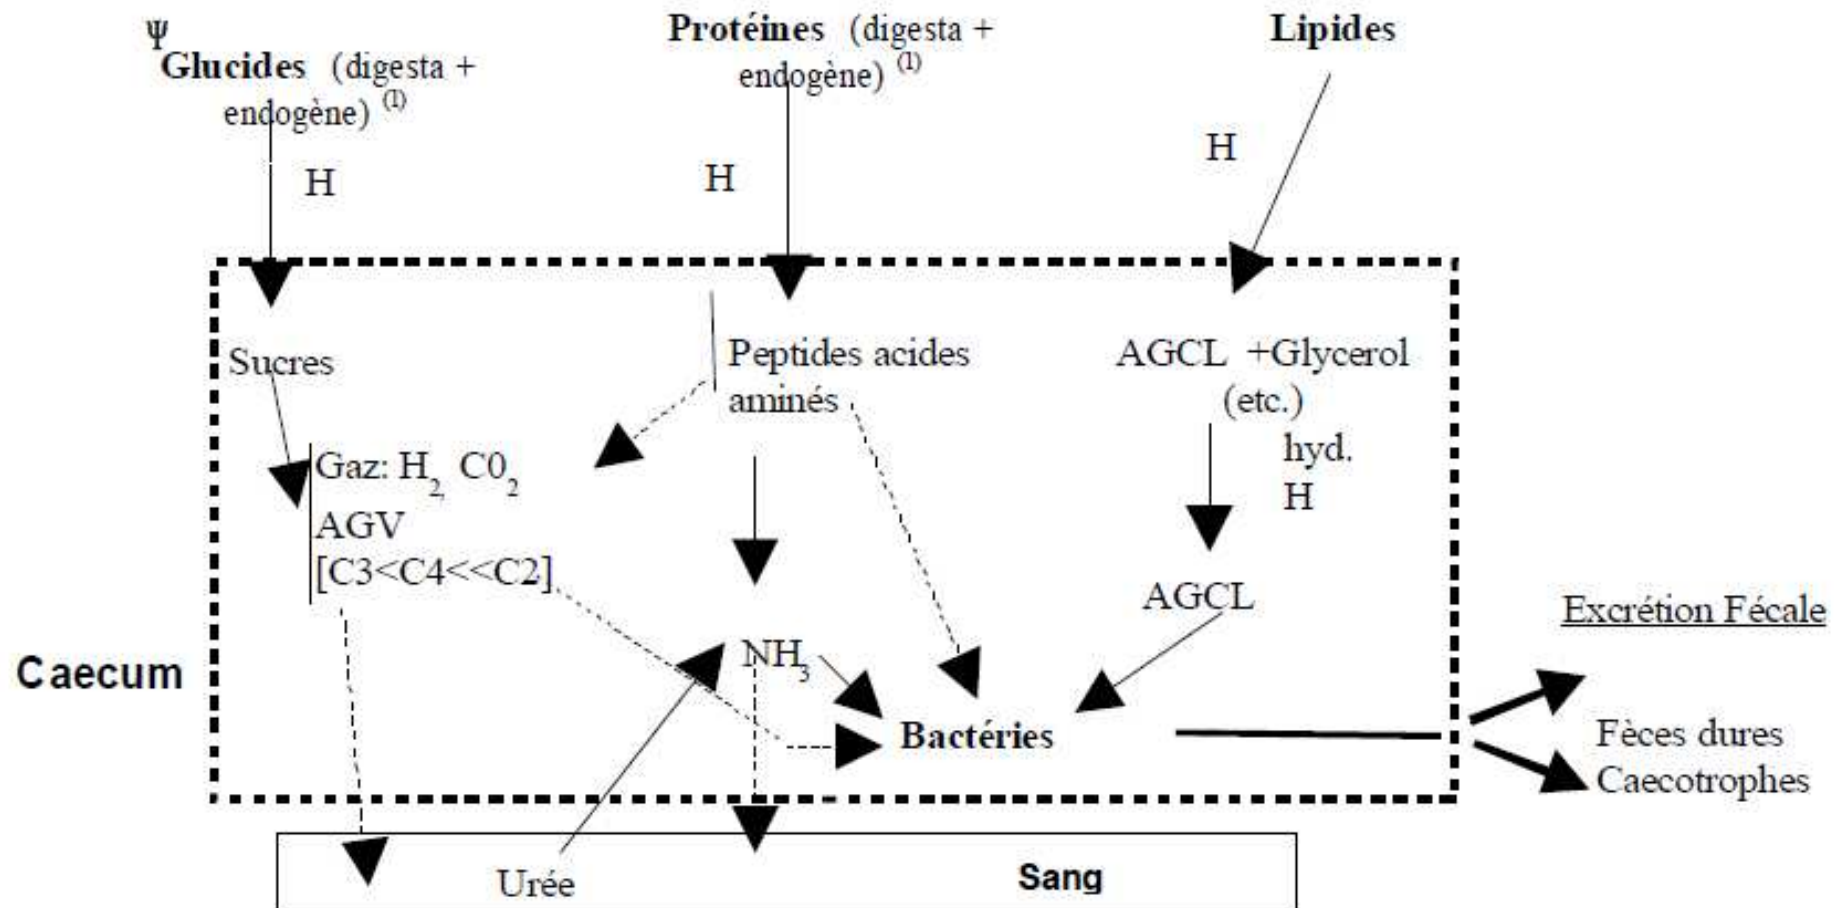 Ψ
Glucides (digesta +
endogène) (1)
Protéines (digesta +
endogène) (1)
Lipides
H
H
H
Sucres
Peptides acides
aminés
AGCL +Glycerol
(etc.)
hyd.
H
Gaz: H2, C02
AGV
[C3<C4<<C2]
AGCL
NH3
Caecum
Bactéries
Excrétion Fécale
Fèces dures
Caecotrophes
Urée
Sang